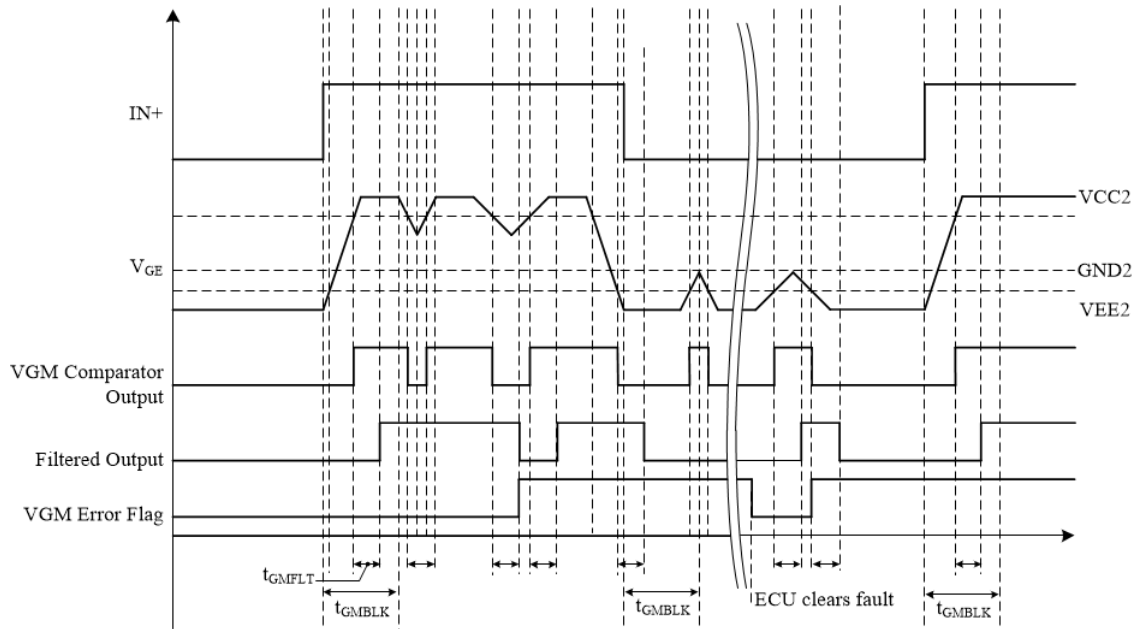 IN+
VCC2
V_GE
GND2
VEE2
VGM Comparator
Output
Filtered Output
VGM Error Flag
t_GMFLT
t_GMBLK
t_GMBLK
ECU clears fault
t_GMBLK